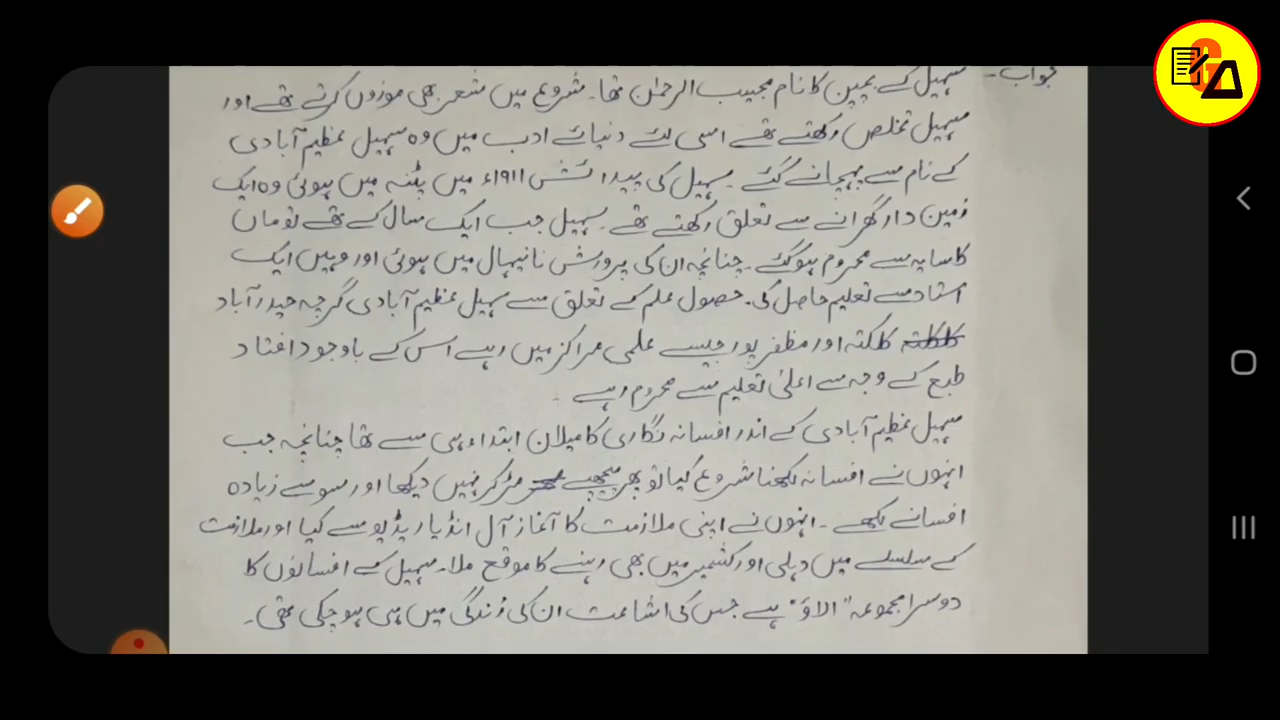 جواب۔ سہیل کے بچپن کا نام مجیب الرحمٰن تھا۔ شروع میں شعر بھی موزوں کرتے تھے اور
سہیل تخلص رکھتے تھے اسی لئے دنیائے ادب میں وہ سہیل عظیم آبادی
کے نام سے پہچانے گئے ۔ سہیل کی پیدائش ۱۹۱۱ء میں پٹنہ میں ہوئی وہ ایک
زمین دار گھرانے سے تعلق رکھتے تھے۔ سہیل جب ایک سال کے تھے تو ماں
کا سایہ سے محروم ہو گئے ۔ چنانچہ ان کی پرورش نانیہال میں ہوئی اور وہیں ایک
استاد سے تعلیم حاصل کی۔ حصول علم کے تعلق سے سہیل عظیم آبادی گرچہ حیدرآباد
کلکتہ اور مظفر پور جیسے علمی مراکز میں رہے اس کے باوجود افتاد
طبع کے وجہ سے اعلیٰ تعلیم سے محروم رہے ۔
سہیل عظیم آبادی کے اندر افسانہ نگاری کا میلان ابتداء ہی سے تھا چنانچہ جب
انہوں نے افسانہ لکھنا شروع کیا تو پھر پیچھے مڑ کر نہیں دیکھا اور سو سے زیادہ
افسانے لکھے ۔ انہوں نے اپنی ملازمت کا آغاز آل انڈیا ریڈیو سے کیا اور ملازمت
کے سلسلے میں دہلی اور کشمیر میں بھی رہنے کا موقع ملا۔ سہیل کے افسانوں کا
دوسرا مجموعہ "الاؤ" ہے جس کی اشاعت ان کی زندگی میں ہی ہو چکی تھی۔